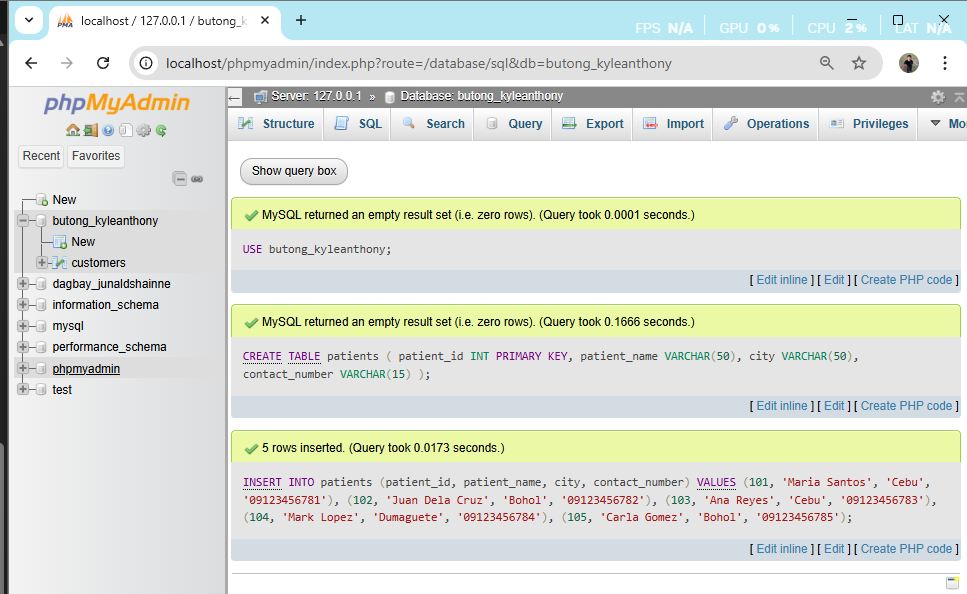 localhost / 127.0.0.1 / butong_k
FPS N/A GPU 0% CPU 2% LAT N/A
localhost/phpmyadmin/index.php?route=/database/sql&db=butong_kyleanthony
phpMyAdmin
Recent Favorites
New
butong_kyleanthony
New
customers
dagbay_junaldshainne
information_schema
mysql
performance_schema
phpmyadmin
test
Server: 127.0.0.1 » Database: butong_kyleanthony
Structure SQL Search Query Export Import Operations Privileges Mo
Show query box
MySQL returned an empty result set (i.e. zero rows). (Query took 0.0001 seconds.)
USE butong_kyleanthony;
[ Edit inline ] [ Edit ] [ Create PHP code ]
MySQL returned an empty result set (i.e. zero rows). (Query took 0.1666 seconds.)
CREATE TABLE patients ( patient_id INT PRIMARY KEY, patient_name VARCHAR(50), city VARCHAR(50),
contact_number VARCHAR(15) );
[ Edit inline ] [ Edit ] [ Create PHP code ]
5 rows inserted. (Query took 0.0173 seconds.)
INSERT INTO patients (patient_id, patient_name, city, contact_number) VALUES (101, 'Maria Santos', 'Cebu',
'09123456781'), (102, 'Juan Dela Cruz', 'Bohol', '09123456782'), (103, 'Ana Reyes', 'Cebu', '09123456783'),
(104, 'Mark Lopez', 'Dumaguete', '09123456784'), (105, 'Carla Gomez', 'Bohol', '09123456785');
[ Edit inline ] [ Edit ] [ Create PHP code ]